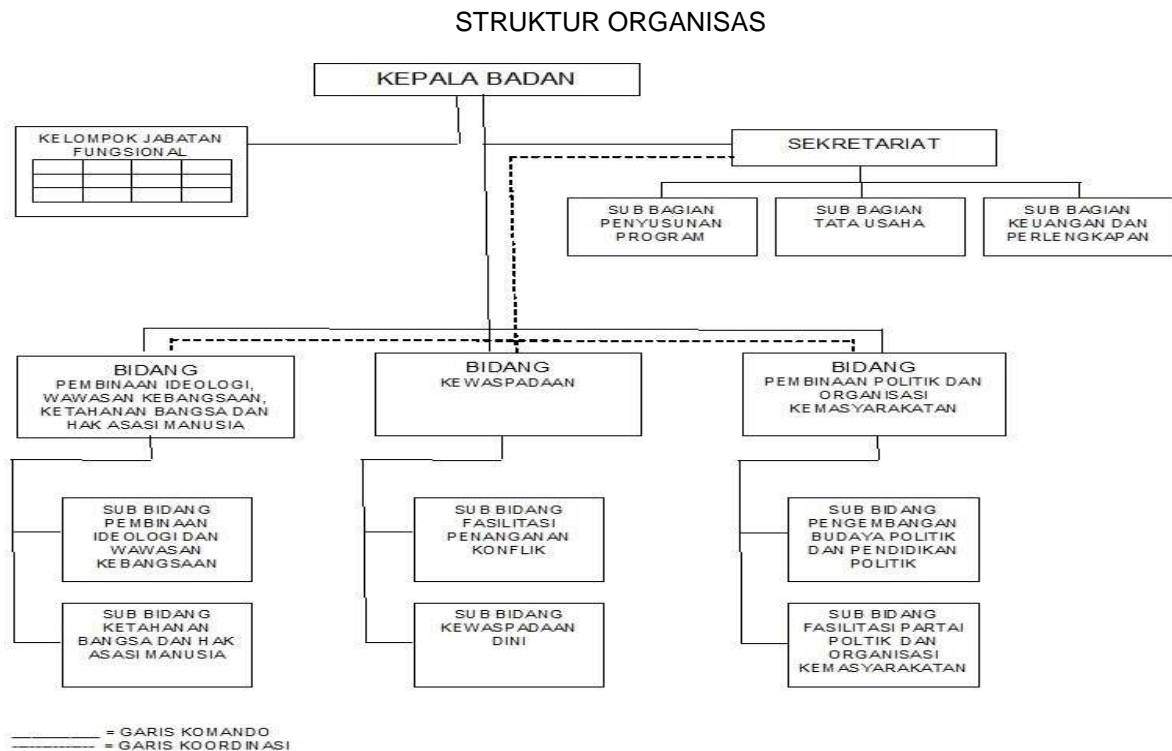 STRUKTUR ORGANISAS
KEPALA BADAN
KELOMPOK JABATAN
FUNGSIONAL
SEKRETARIAT
SUB BAGIAN
PENYUSUNAN
PROGRAM
SUB BAGIAN
TATA USAHA
SUB BAGIAN
KEUANGAN DAN
PERLENGKAPAN
BIDANG
PEMBINAAN IDEOLOGI,
WAWASAN KEBANGSAAN,
KETAHANAN BANGSA DAN
HAK ASASI MANUSIA
BIDANG
KEWASPADAAN
BIDANG
PEMBINAAN POLITIK DAN
ORGANISASI
KEMASYARAKATAN
SUB BIDANG
PEMBINAAN
IDEOLOGI DAN
WAWASAN
KEBANGSAAN
SUB BIDANG
FASILITASI
PENANGANAN
KONFLIK
SUB BIDANG
PENGEMBANGAN
BUDAYA POLITIK
DAN PENDIDIKAN
POLITIK
SUB BIDANG
KETAHANAN
BANGSA DAN HAK
ASASI MANUSIA
SUB BIDANG
KEWASPADAAN
DINI
SUB BIDANG
FASILITASI PARTAI
POLTIK DAN
ORGANISASI
KEMASYARAKATAN
= GARIS KOMANDO
= GARIS KOORDINASI